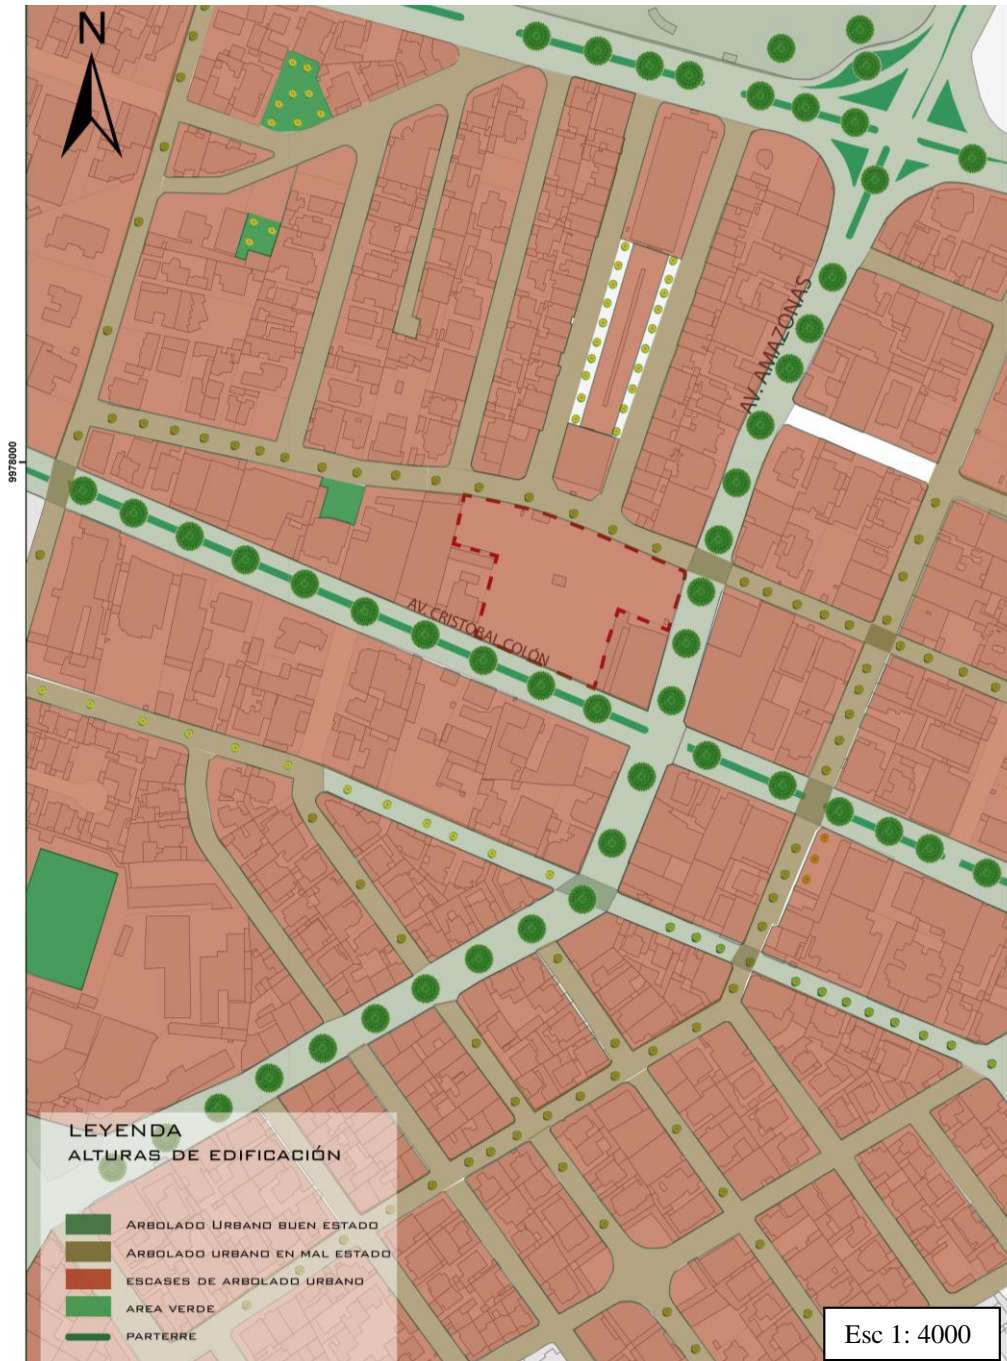 N
AV. AMAZONAS
9978000
AV. CRISTOBAL COLÓN
LEYENDA
ALTURAS DE EDIFICACIÓN
ARBOLADO URBANO BUEN ESTADO
ARBOLADO URBANO EN MAL ESTADO
ESCASES DE ARBOLADO URBANO
AREA VERDE
PARTERRE
Esc 1: 4000